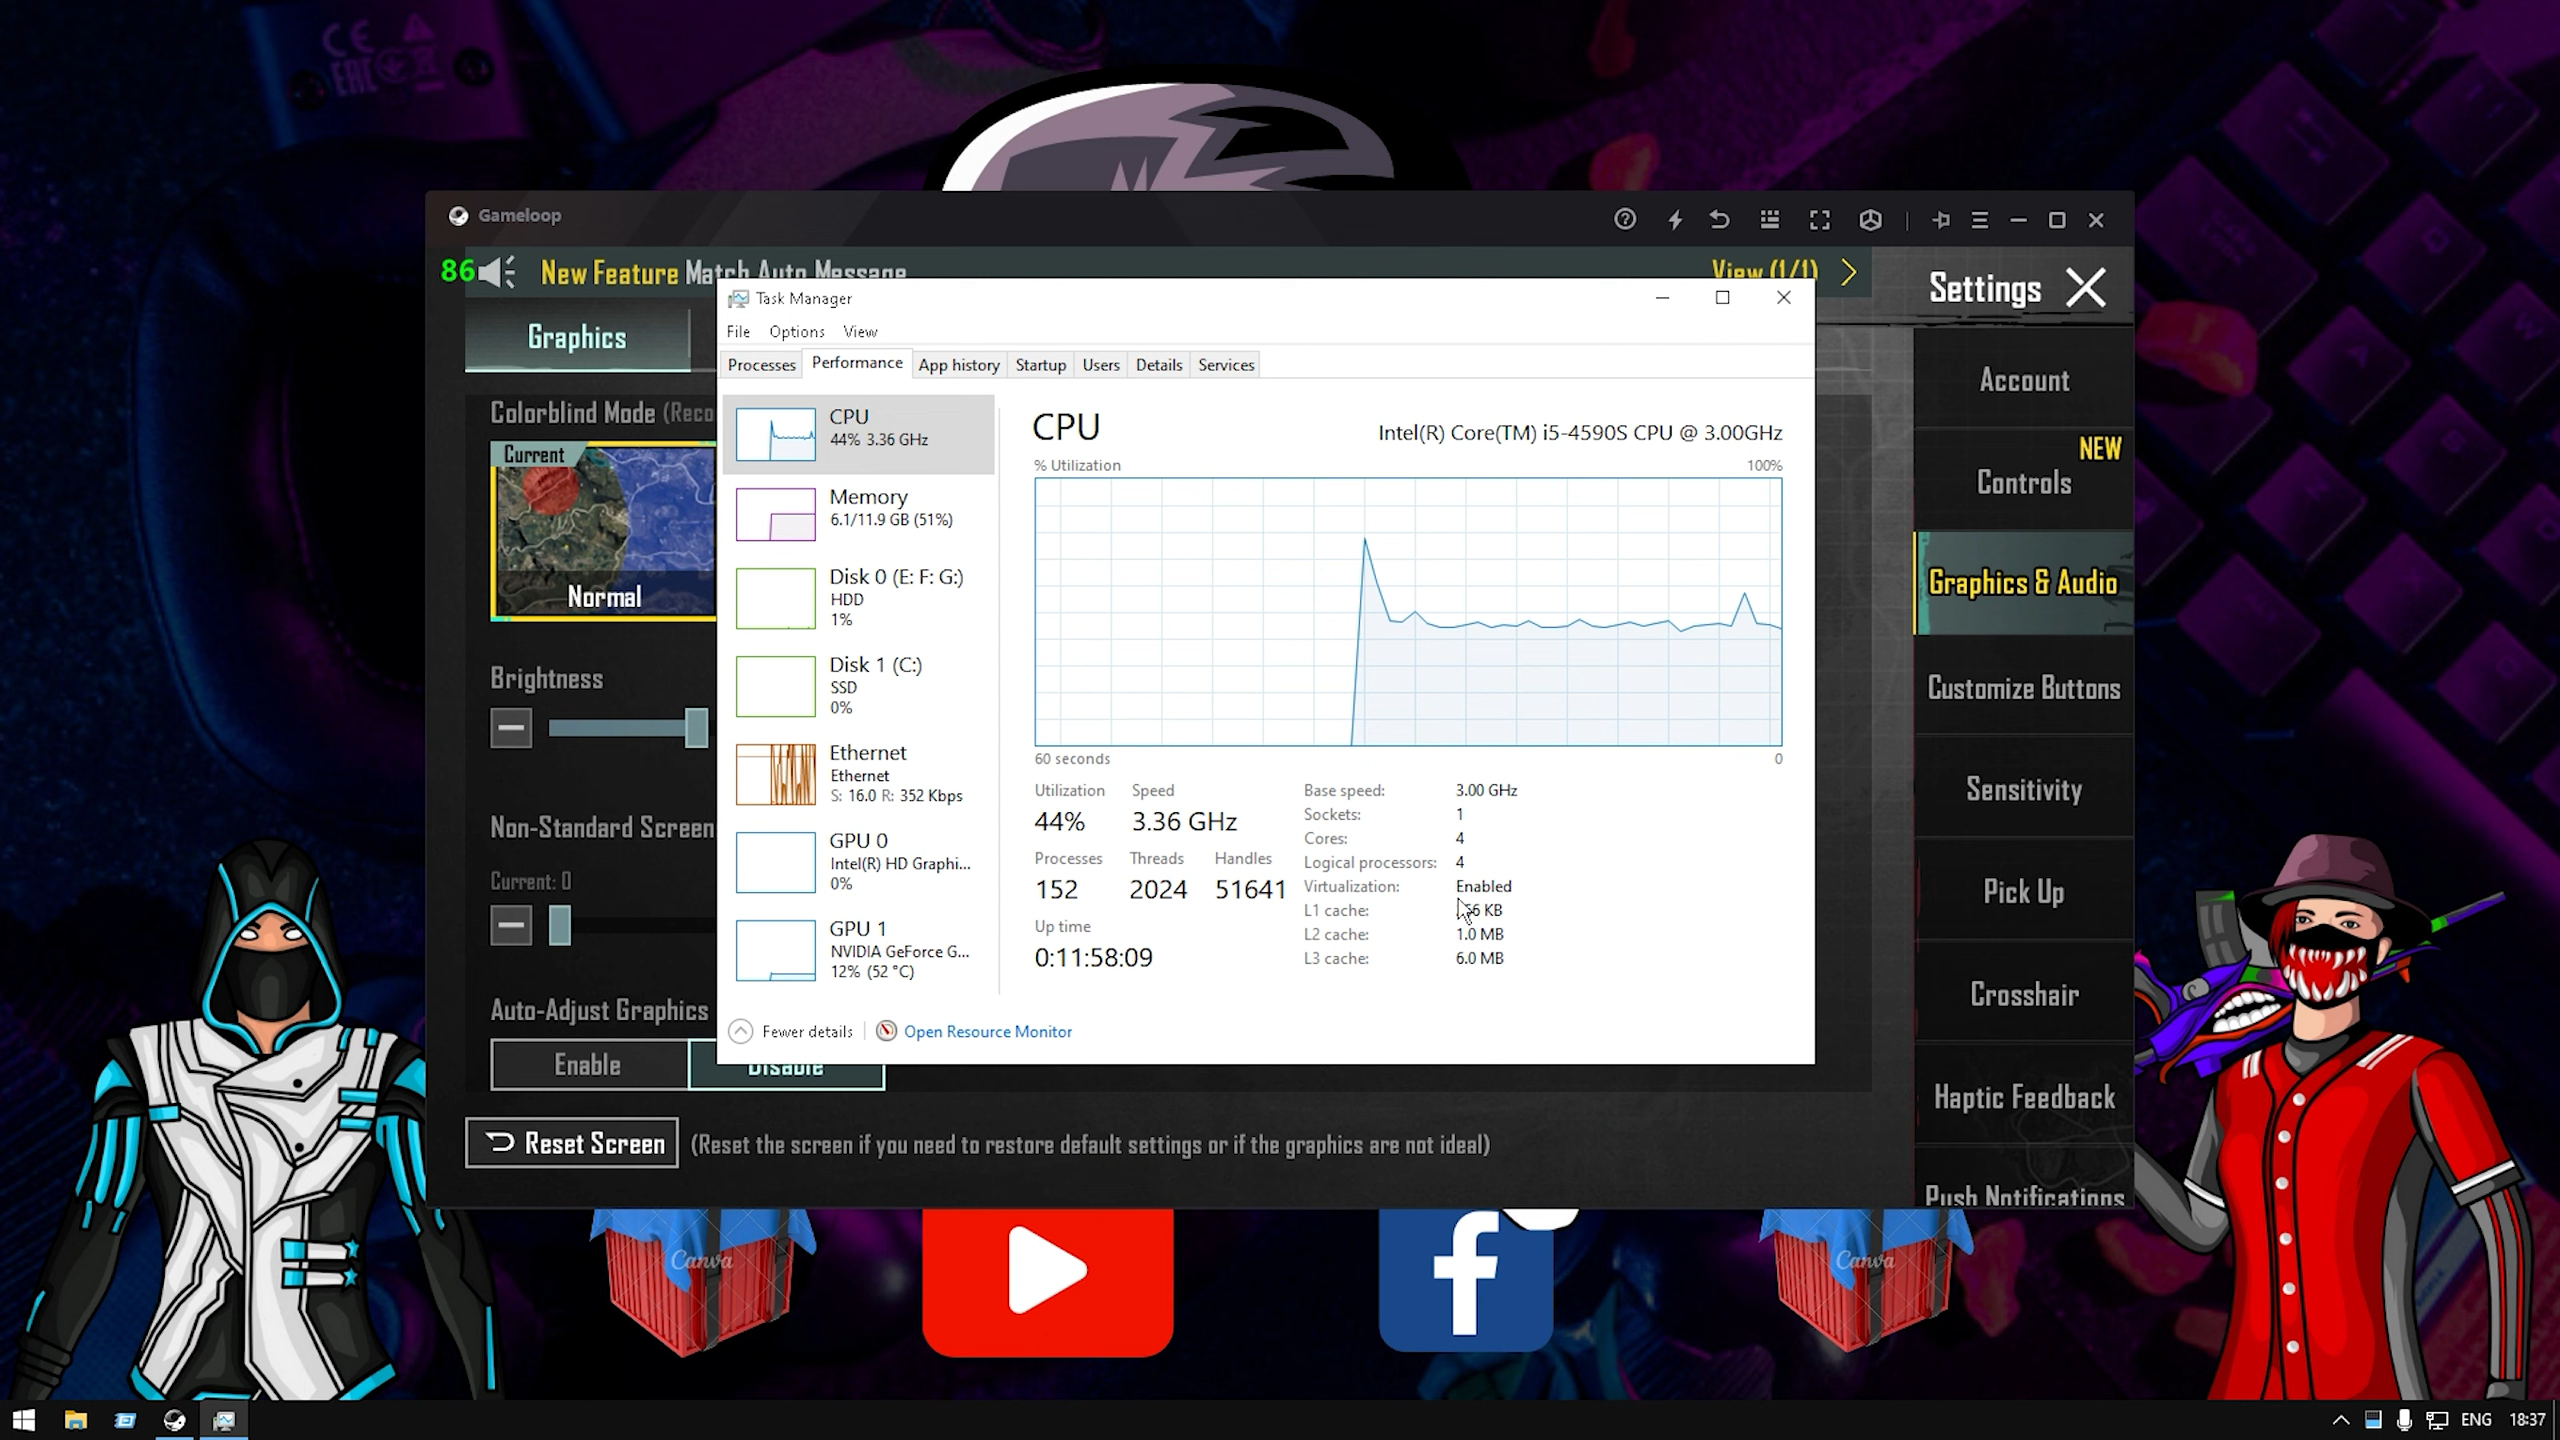 CE
Gameloop
86
New Feature Match Auto Message
View (1/1)
Settings
Graphics
Task Manager
File Options View
Processes Performance App history Startup Users Details Services
Colorblind Mode (Reco
Current
Normal
Brightness
Non-Standard Screen
Current: 0
Auto-Adjust Graphics
Enable
Disable
CPU
44% 3.36 GHz
Memory
6.1/11.9 GB (51%)
Disk 0 (E: F: G:)
HDD
1%
Disk 1 (C:)
SSD
0%
Ethernet
Ethernet
S: 16.0 R: 352 Kbps
GPU 0
Intel(R) HD Graphi...
0%
GPU 1
NVIDIA GeForce G...
12% (52 °C)
CPU
Intel(R) Core(TM) i5-4590S CPU @ 3.00GHz
% Utilization
100%
60 seconds
0
Utilization Speed
44% 3.36 GHz
Processes Threads Handles
152 2024 51641
Up time
0:11:58:09
Base speed: 3.00 GHz
Sockets: 1
Cores: 4
Logical processors: 4
Virtualization: Enabled
L1 cache: 56 KB
L2 cache: 1.0 MB
L3 cache: 6.0 MB
Fewer details
Open Resource Monitor
Account
NEW
Controls
Graphics & Audio
Customize Buttons
Sensitivity
Pick Up
Crosshair
Haptic Feedback
Push Notifications
Reset Screen
(Reset the screen if you need to restore default settings or if the graphics are not ideal)
Canva
f
Canva
ENG
18:37